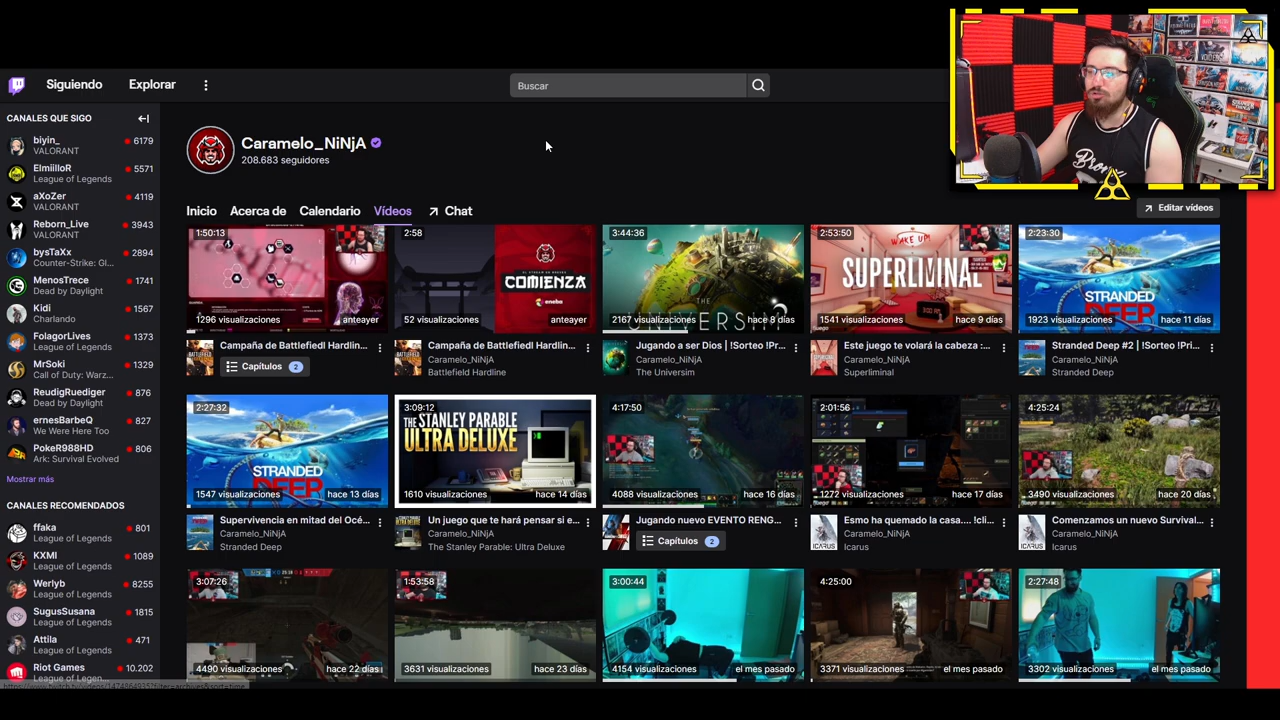 Siguiendo
Explorar
Buscar
CANALES QUE SIGO
biyin_ 6179
VALORANT
ElmiilloR 5571
League of Legends
aXoZer 4119
VALORANT
Reborn_Live 3943
VALORANT
bysTaXx 2894
Counter-Strike: Gl...
MenosTrece 1741
Dead by Daylight
Kidi 1567
Charlando
FolagorLives 1373
League of Legends
MrSoki 1329
Call of Duty: Warz...
ReudigRuediger 876
Dead by Daylight
ernesBarbeQ 827
We Were Here Too
PokeR988HD 806
Ark: Survival Evolved
Mostrar más
CANALES RECOMENDADOS
ffaka 801
League of Legends
KXMI 1089
League of Legends
Werlyb 8255
League of Legends
SugusSusana 1815
League of Legends
Attila 471
League of Legends
Riot Games 10.202
League of Legen...
Caramelo_NiNjA
208.683 seguidores
Inicio Acerca de Calendario Vídeos Chat
Editar vídeos
1:50:13
1296 visualizaciones anteayer
Campaña de Battlefiedl Hardlin...
Capítulos 2
2:58
COMIENZA
eneba
52 visualizaciones anteayer
Campaña de Battlefiedl Hardlin...
Caramelo_NiNjA
Battlefield Hardline
3:44:36
THE
UNIVERSIM
2167 visualizaciones hace 8 días
Jugando a ser Dios | !Sorteo !Pr...
Caramelo_NiNjA
The Universim
2:53:50
WAKE UP!
SUPERLIMINAL
1541 visualizaciones hace 9 días
Este juego te volará la cabeza :...
Caramelo_NiNjA
Superliminal
2:23:30
STRANDED
DEEP
1923 visualizaciones hace 11 días
Stranded Deep #2 | !Sorteo !Pri...
Caramelo_NiNjA
Stranded Deep
2:27:32
STRANDED
DEEP
1547 visualizaciones hace 13 días
Supervivencia en mitad del Océ...
Caramelo_NiNjA
Stranded Deep
3:09:12
THE STANLEY PARABLE
ULTRA DELUXE
1610 visualizaciones hace 14 días
Un juego que te hará pensar si e...
Caramelo_NiNjA
The Stanley Parable: Ultra Deluxe
4:17:50
4088 visualizaciones hace 16 días
Jugando nuevo EVENTO RENG...
Capítulos 2
2:01:56
1272 visualizaciones hace 17 días
Esmo ha quemado la casa.... !cli...
Caramelo_NiNjA
Icarus
4:25:24
3490 visualizaciones hace 20 días
Comenzamos un nuevo Survival...
Caramelo_NiNjA
Icarus
3:07:26
4490 visualizaciones hace 22 días
1:53:58
3631 visualizaciones hace 23 días
3:00:44
4154 visualizaciones el mes pasado
4:25:00
3371 visualizaciones el mes pasado
2:27:48
3302 visualizaciones el mes pasado